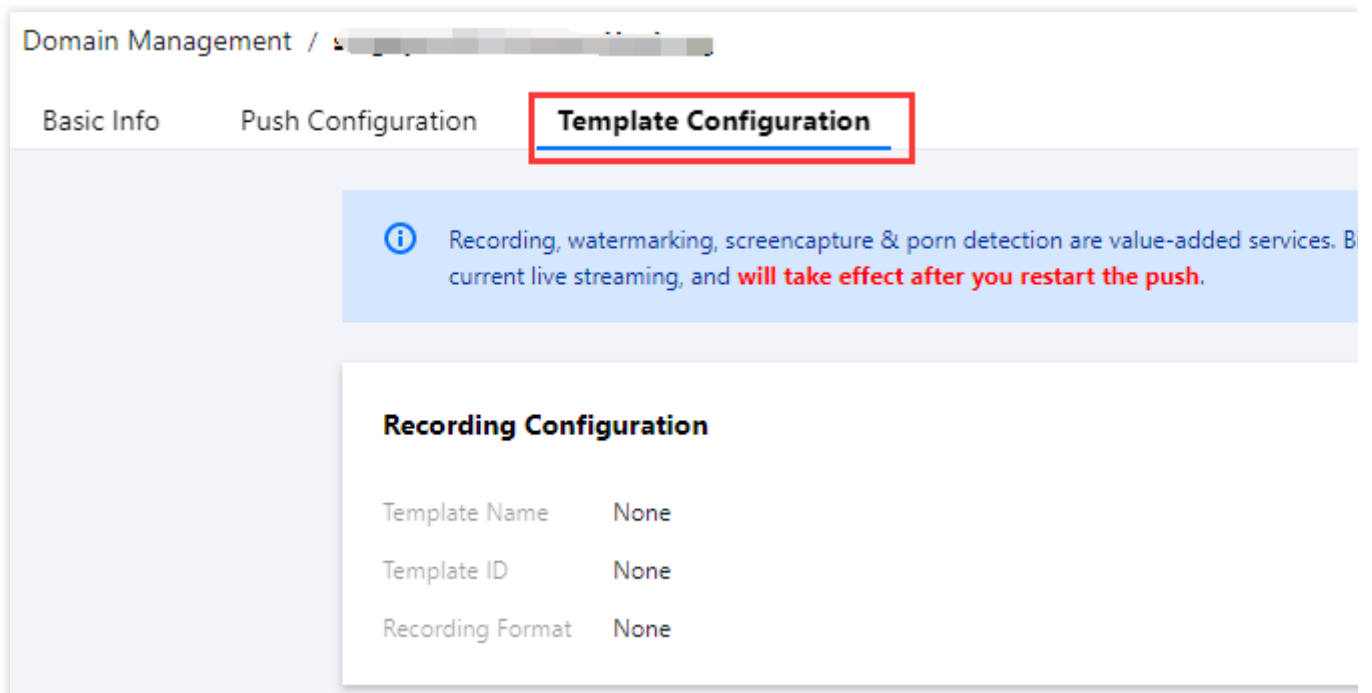 Domain Management /
Basic Info Push Configuration Template Configuration
Recording, watermarking, screencapture & porn detection are value-added services.
current live streaming, and will take effect after you restart the push.
Recording Configuration
Template Name None
Template ID None
Recording Format None